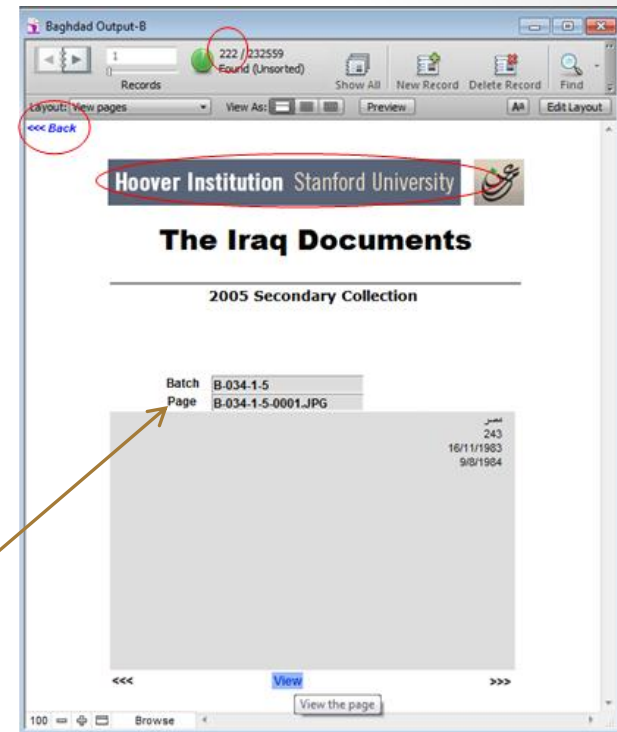 Baghdad Output-B
1
222 / 232559
Found (Unsorted)
Records
Show All
New Record
Delete Record
Find
Layout: View pages
View As:
Preview
Aa
Edit Layout
<<< Back
Hoover Institution Stanford University
The Iraq Documents
2005 Secondary Collection
Batch B-034-1-5
Page B-034-1-5-0001.JPG
نصر
243
16/11/1983
9/8/1984
<<< View >>>
View the page
100 Browse